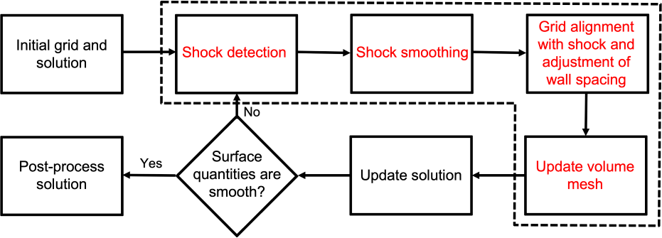 Initial grid and
solution
Shock detection
Shock smoothing
Grid alignment
with shock and
adjustment of
wall spacing
Update volume
mesh
Update solution
Surface
quantities are
smooth?
No
Yes
Post-process
solution